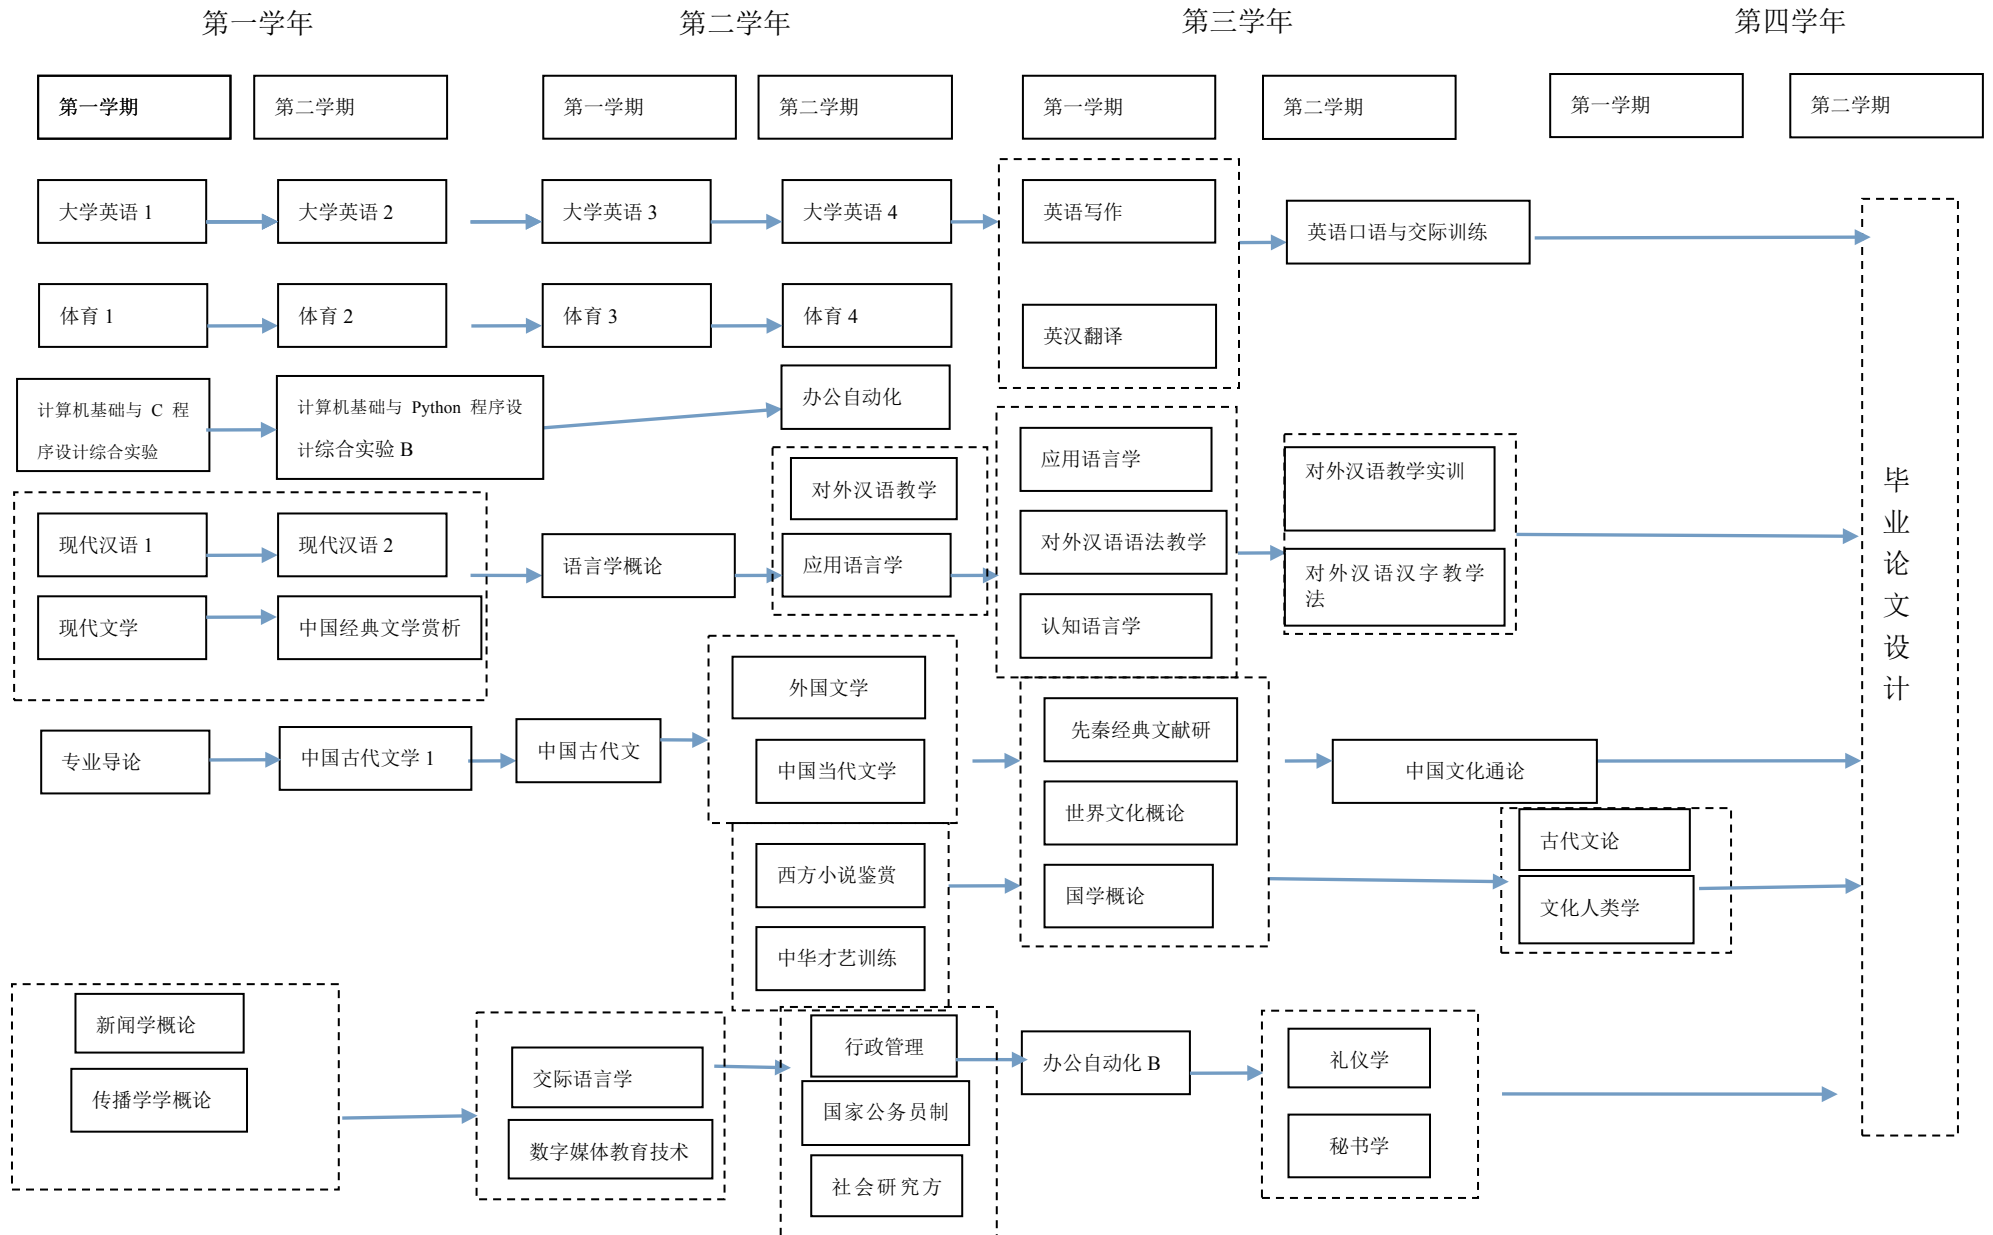 第一学年
第二学年
第三学年
第四学年
第一学期
第二学期
第一学期
第二学期
第一学期
第二学期
第一学期
第二学期
大学英语 1
大学英语 2
大学英语 3
大学英语 4
英语写作
英语口语与交际训练
体育 1
体育 2
体育 3
体育 4
英汉翻译
计算机基础与 C 程
序设计综合实验
计算机基础与 Python 程序设
计综合实验 B
办公自动化
对外汉语教学
应用语言学
对外汉语教学实训
现代汉语 1
现代汉语 2
语言学概论
应用语言学
对外汉语语法教学
对外汉语汉字教学
法
现代文学
中国经典文学赏析
认知语言学
外国文学
专业导论
中国古代文学 1
中国古代文
中国当代文学
先秦经典文献研
中国文化通论
世界文化概论
古代文论
西方小说鉴赏
国学概论
文化人类学
中华才艺训练
新闻学概论
传播学学概论
交际语言学
数字媒体教育技术
行政管理
国家公务员制
社会研究方
办公自动化 B
礼仪学
秘书学
毕
业
论
文
设
计